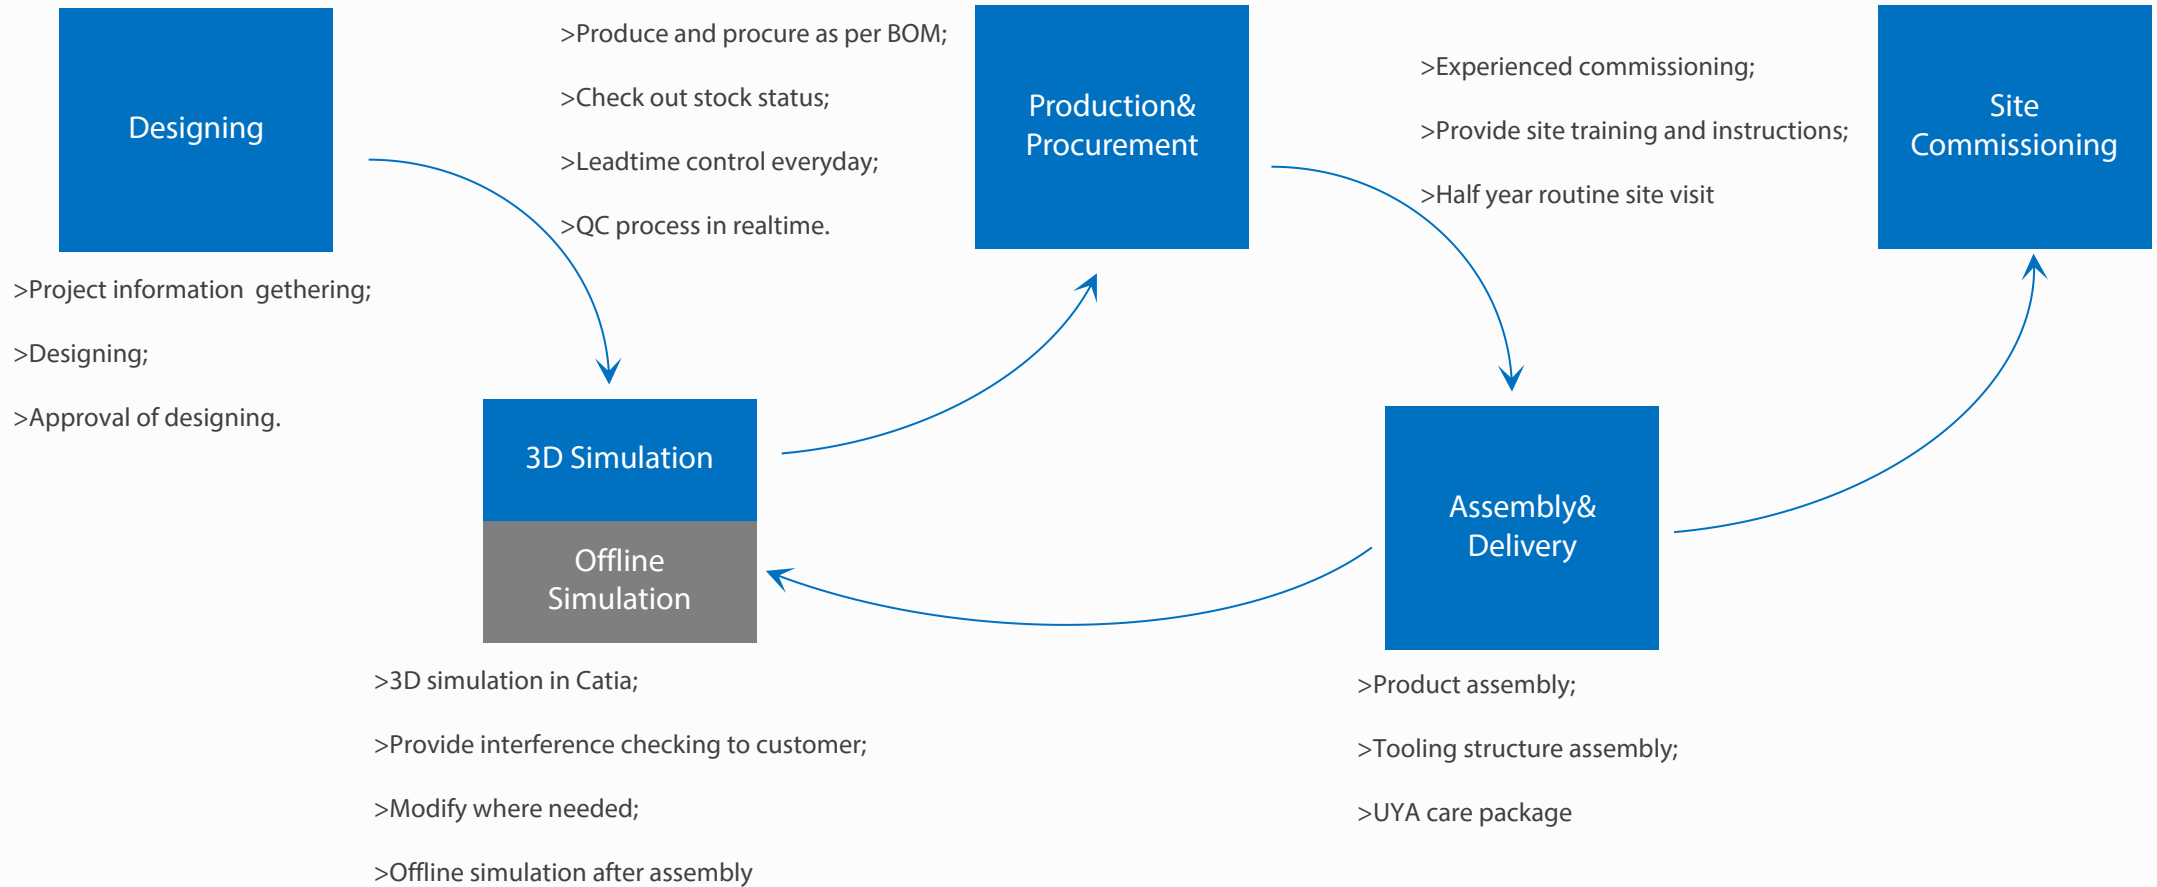 Designing
>Project information  gethering;
>Designing;
>Approval of designing.
>Produce and procure as per BOM;
>Check out stock status;
>Leadtime control everyday;
>QC process in realtime.
3D Simulation
Offline
Simulation
>3D simulation in Catia;
>Provide interference checking to customer;
>Modify where needed;
>Offline simulation after assembly
Production&
Procurement
>Experienced commissioning;
>Provide site training and instructions;
>Half year routine site visit
Assembly&
Delivery
>Product assembly;
>Tooling structure assembly;
>UYA care package
Site
Commissioning